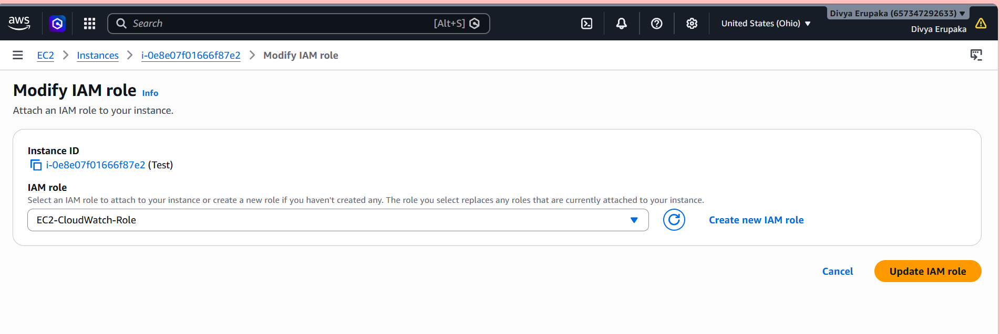 aws
Search [Alt+S]
United States (Ohio)
Divya Erupaka (657347292633)
Divya Erupaka
EC2 Instances i-0e8e07f01666f87e2 Modify IAM role
Modify IAM role Info
Attach an IAM role to your instance.
Instance ID
i-0e8e07f01666f87e2 (Test)
IAM role
Select an IAM role to attach to your instance or create a new role if you haven't created any. The role you select replaces any roles that are currently attached to your instance.
EC2-CloudWatch-Role
Create new IAM role
Cancel
Update IAM role